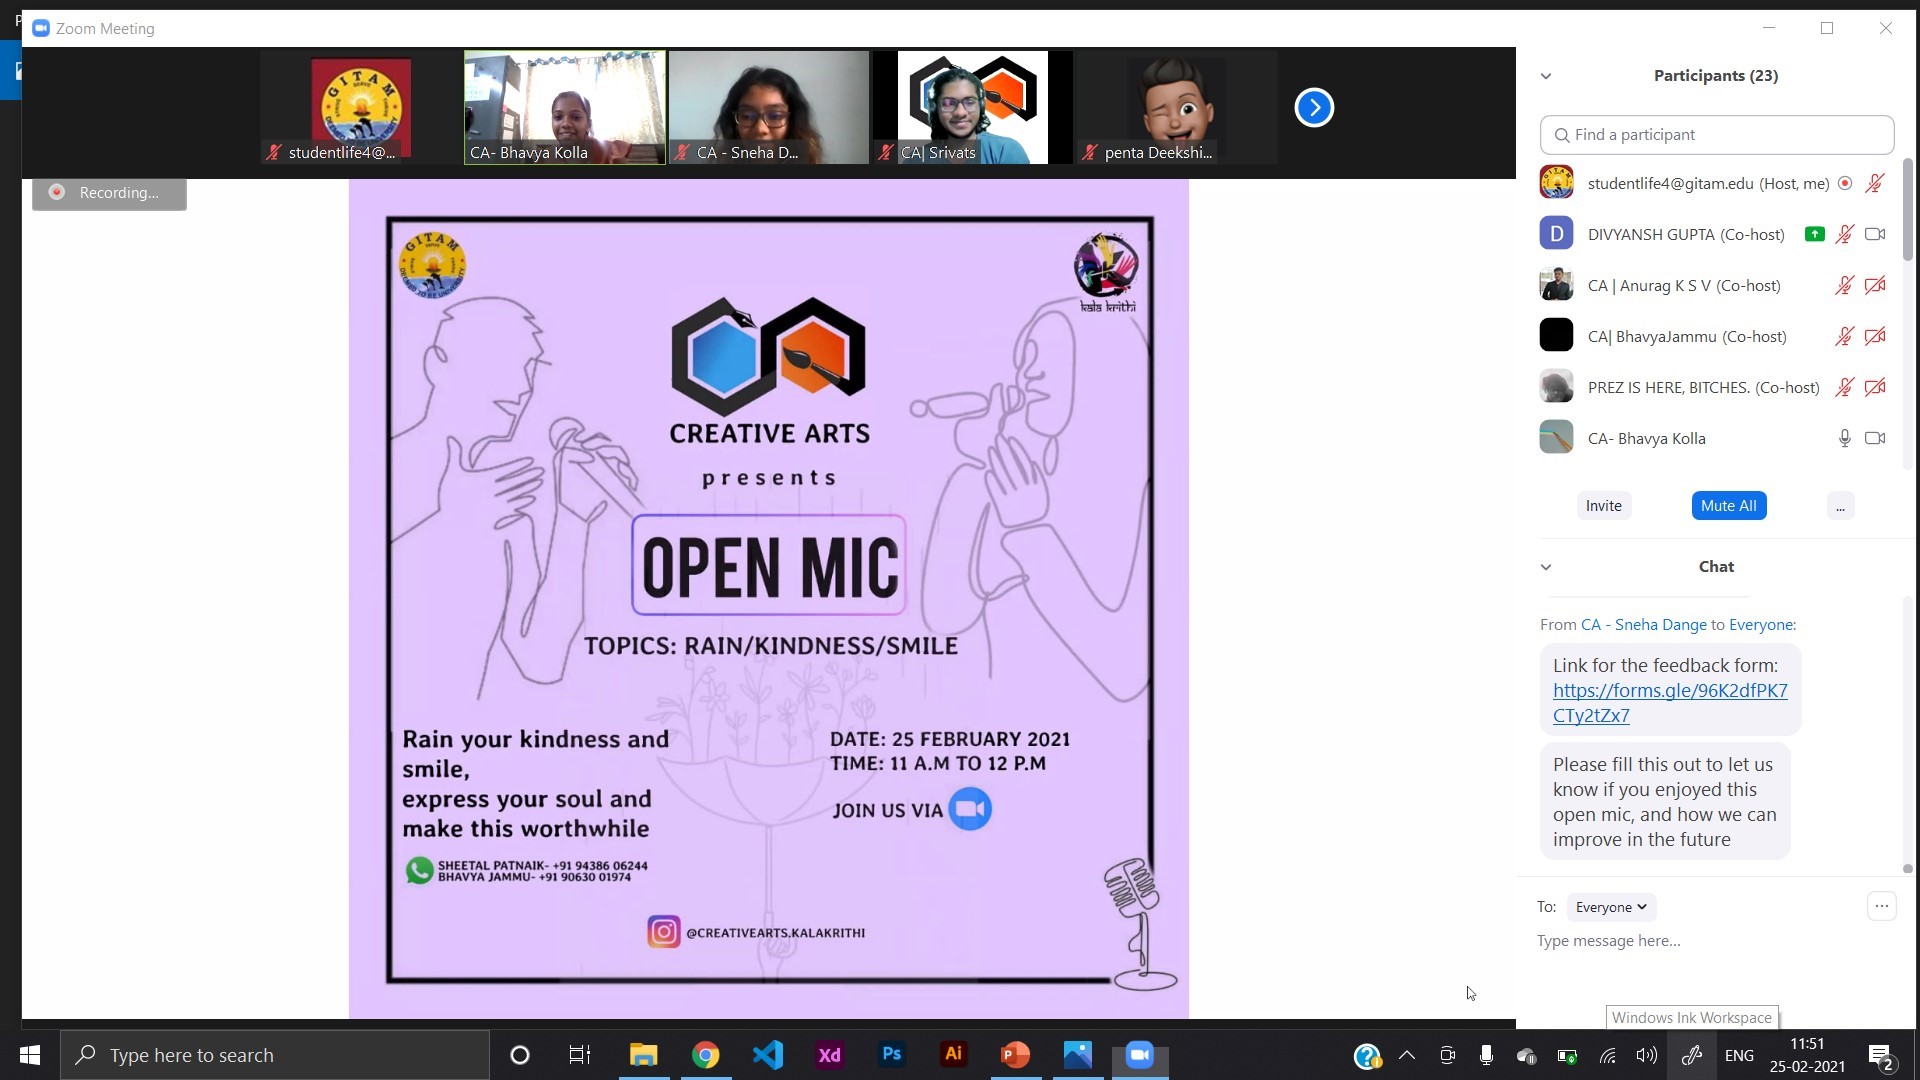 Zoom Meeting
studentlife4@...
CA- Bhavya Kolla
CA - Sneha D...
CA| Srivats
penta Deekshi...
Recording...
GITAM
kala krithi
CREATIVE ARTS
presents
OPEN MIC
TOPICS: RAIN/KINDNESS/SMILE
Rain your kindness and
smile,
express your soul and
make this worthwhile
DATE: 25 FEBRUARY 2021
TIME: 11 A.M TO 12 P.M
JOIN US VIA
SHEETAL PATNAIK- +91 94386 06244
BHAVYA JAMMU- +91 90630 01974
@CREATIVEARTS.KALAKRITHI
Participants (23)
Find a participant
studentlife4@gitam.edu (Host, me)
D DIVYANSH GUPTA (Co-host)
CA | Anurag K S V (Co-host)
CA| BhavyaJammu (Co-host)
PREZ IS HERE, BITCHES. (Co-host)
CA- Bhavya Kolla
Invite
Mute All
...
Chat
From CA - Sneha Dange to Everyone:
Link for the feedback form:
https://forms.gle/96K2dfPK7
CTy2tZx7
Please fill this out to let us
know if you enjoyed this
open mic, and how we can
improve in the future
To: Everyone
Type message here...
Windows Ink Workspace
Type here to search
Xd
Ps
Ai
P
ENG
11:51
25-02-2021
2